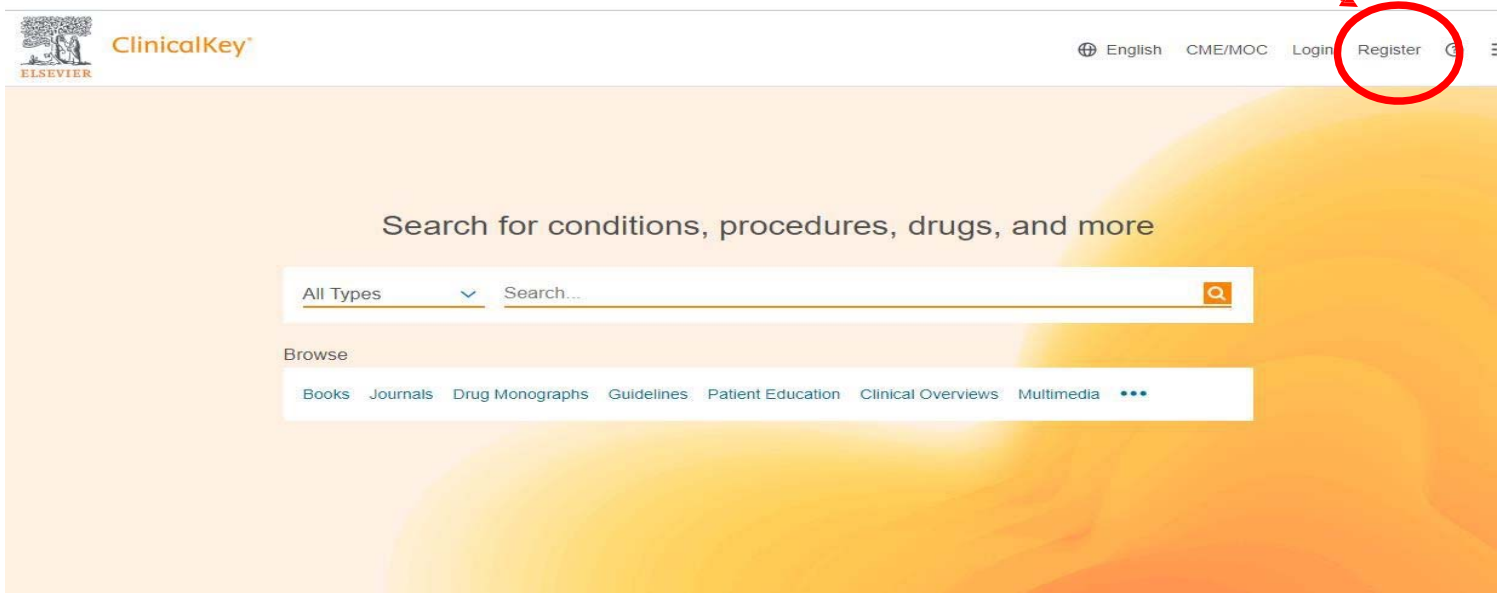 ELSEVIER
ClinicalKey
English CME/MOC Login Register
Search for conditions, procedures, drugs, and more
All Types Search...
Browse
Books Journals Drug Monographs Guidelines Patient Education Clinical Overviews Multimedia •••